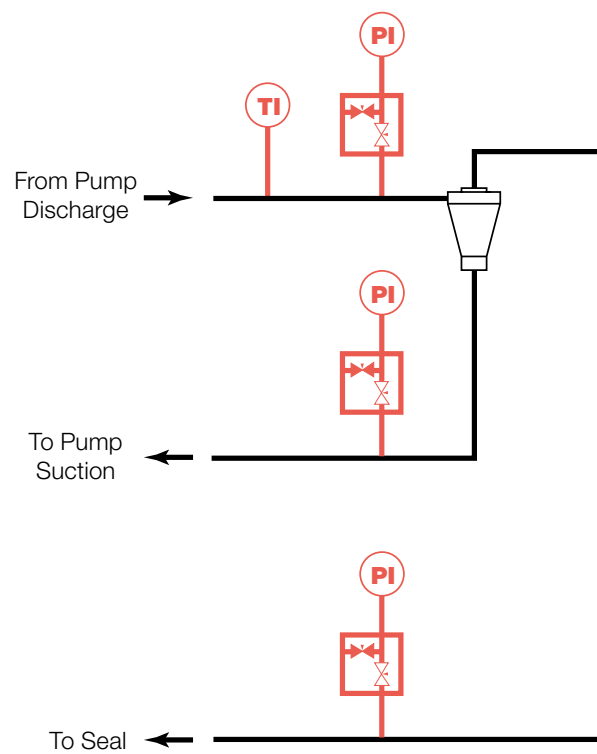 PI
TI
From Pump
Discharge
PI
To Pump
Suction
PI
To Seal